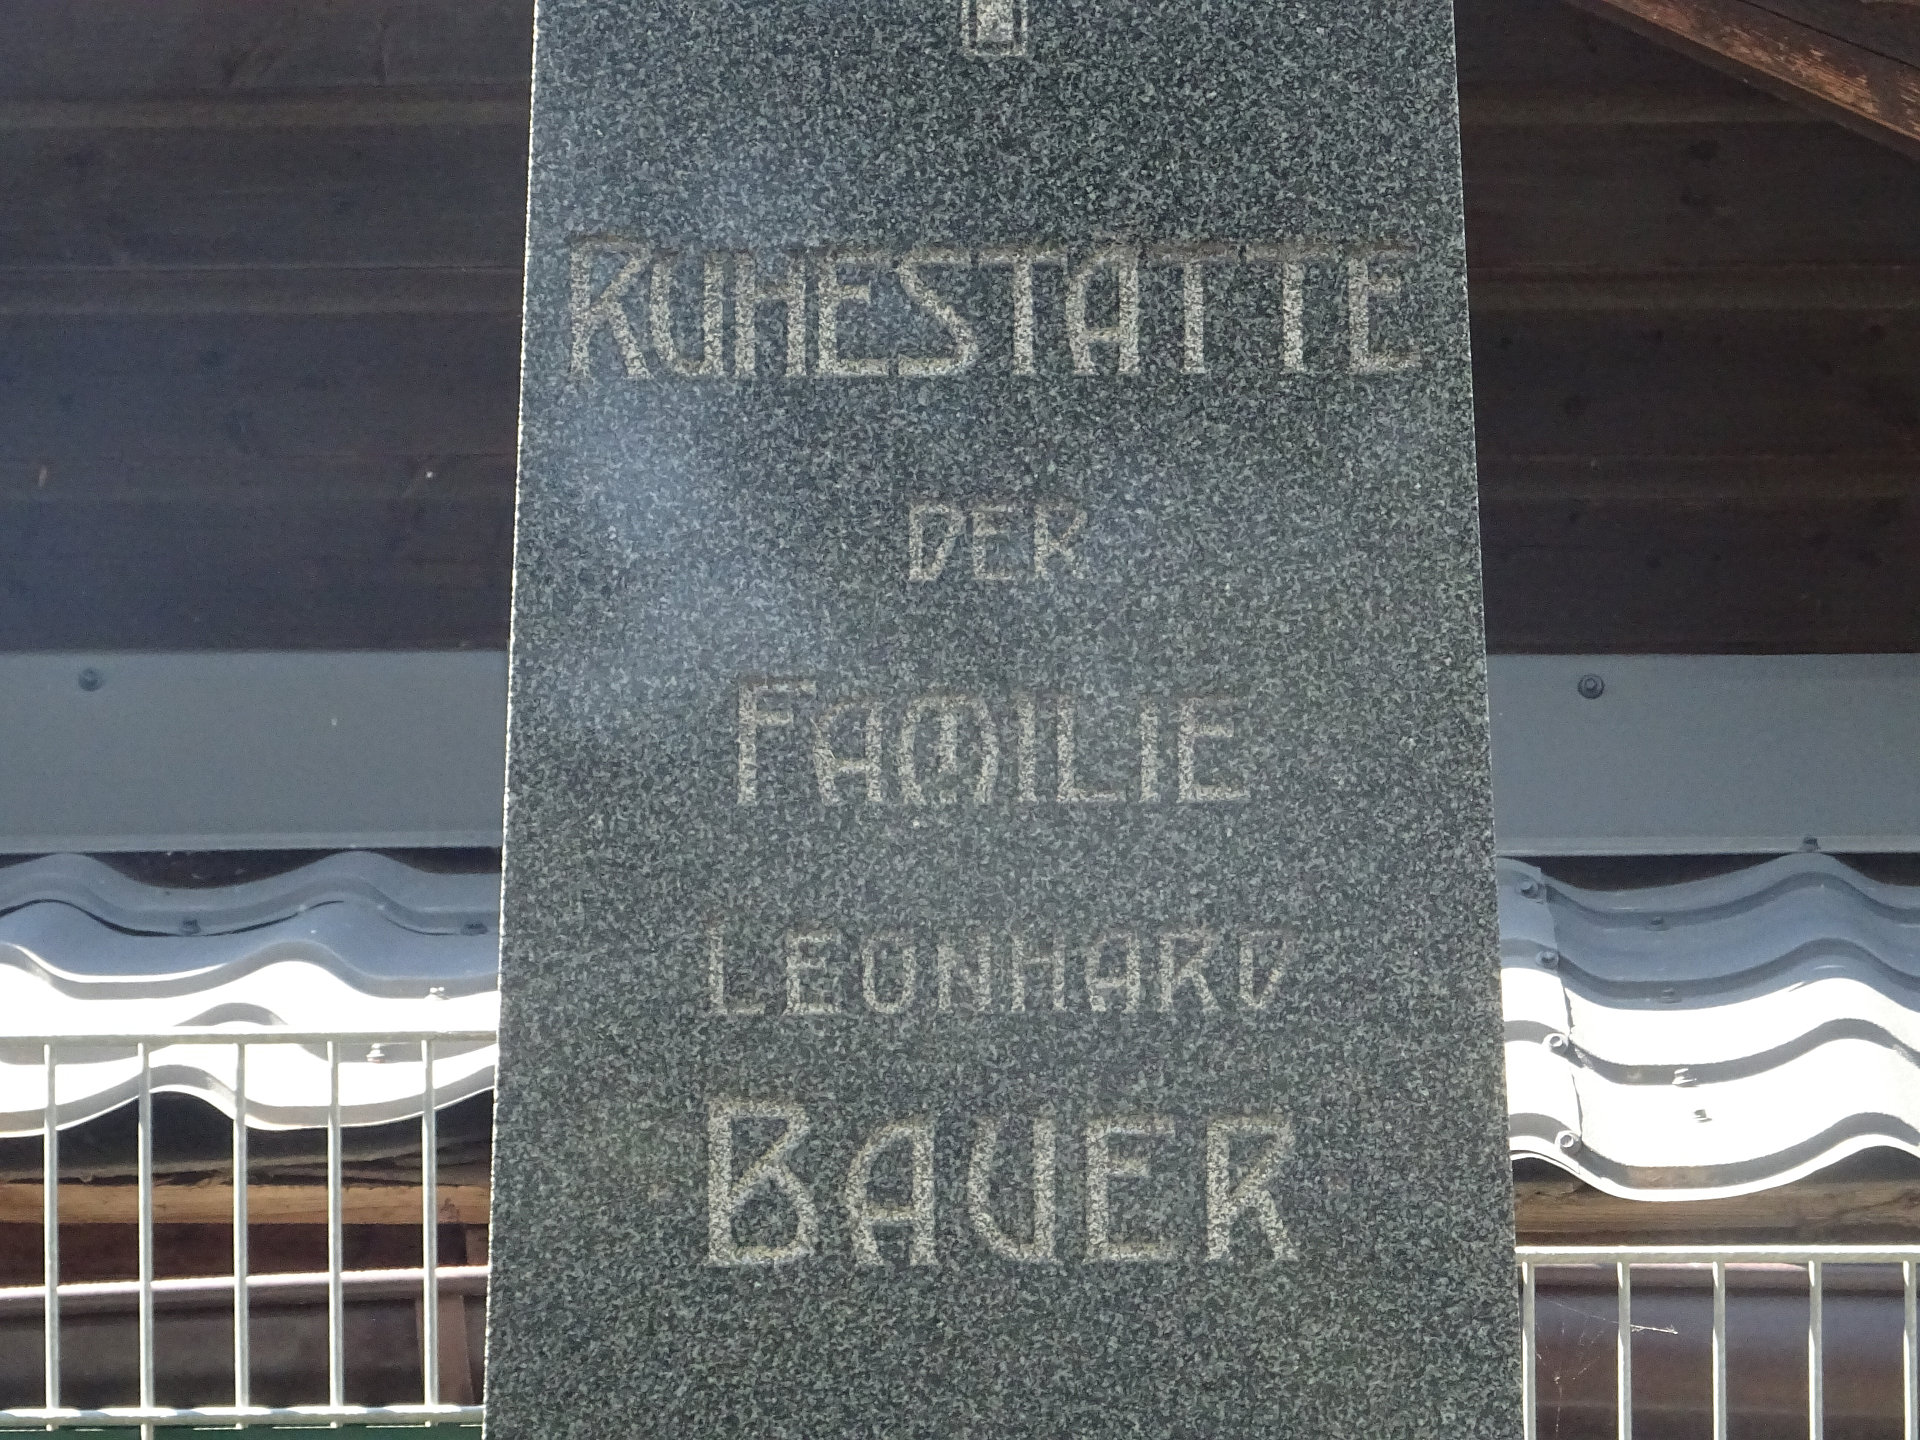 RUHESTATTE
DER
FAMILIE
LEONHARD
BAUER